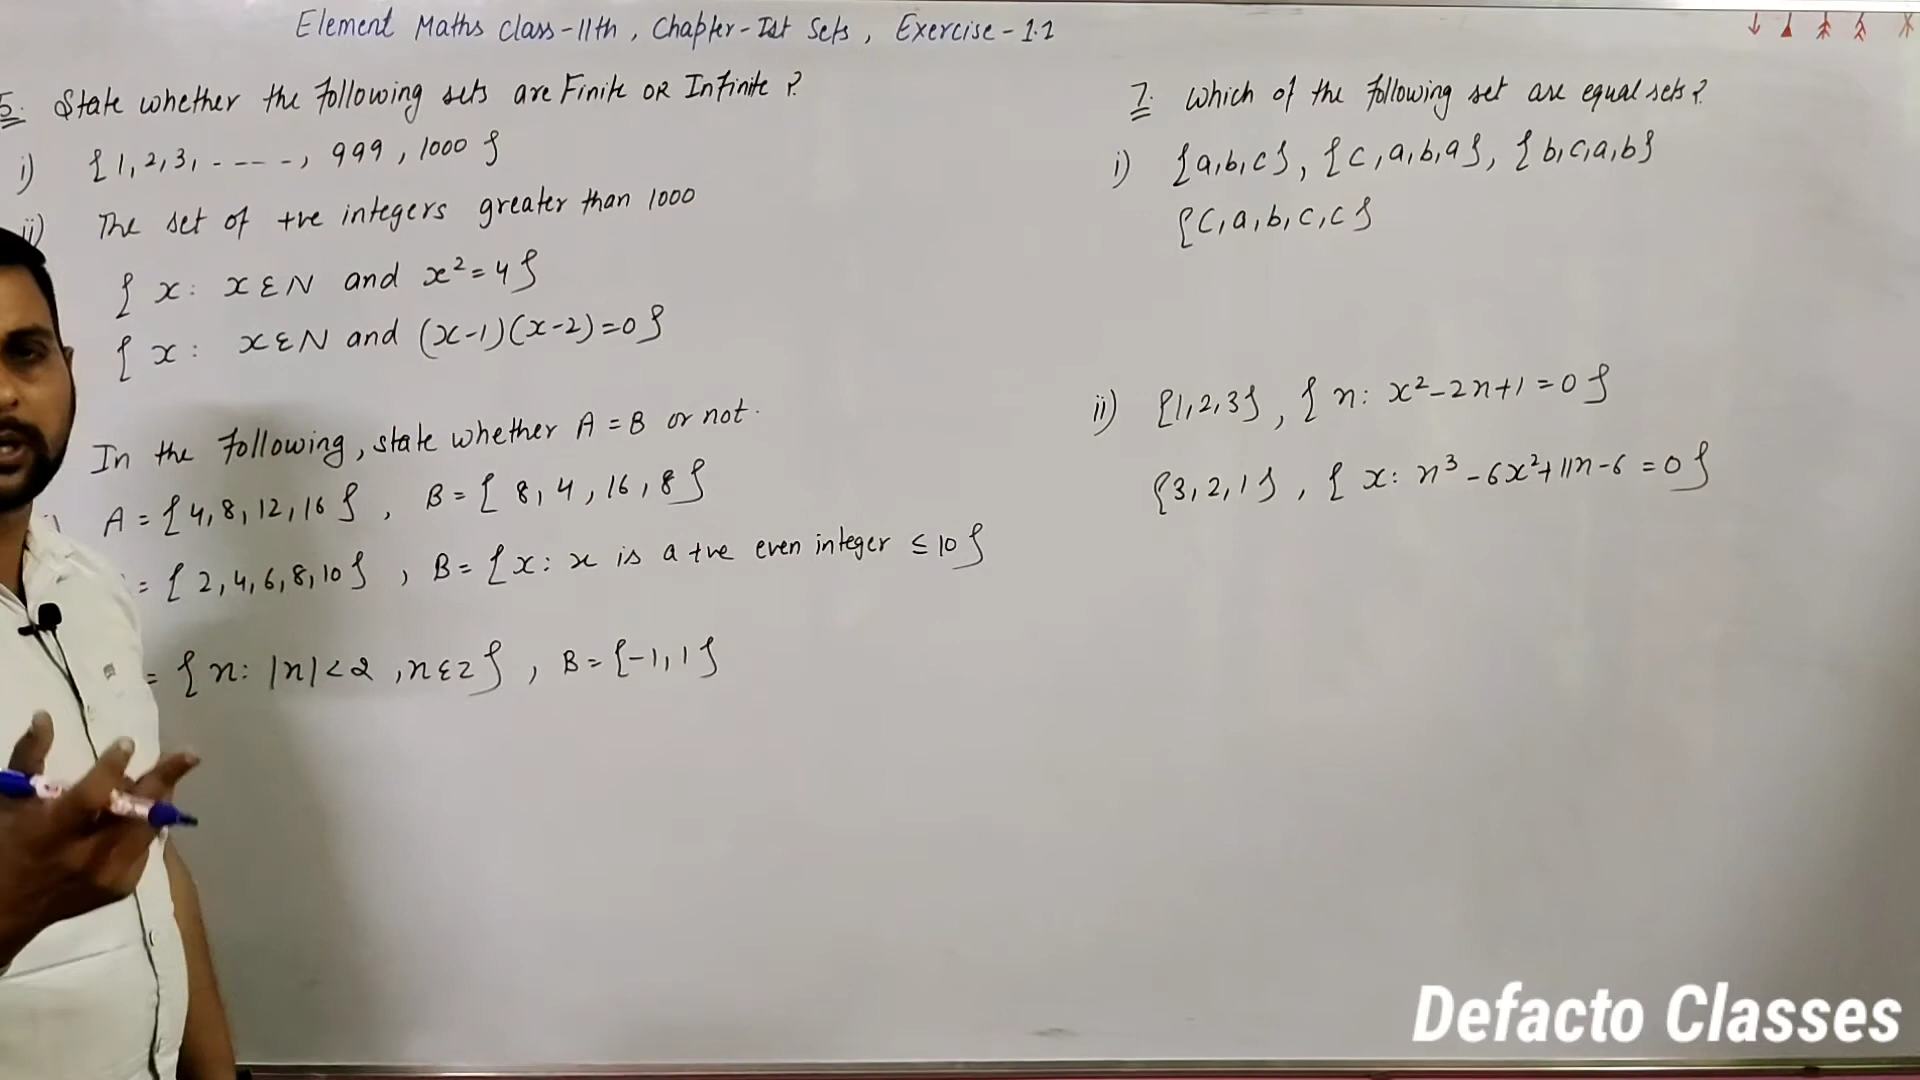 Element Maths Class-11th, Chapter-Ist Sets, Exercise-1.2
5. State whether the following sets are Finite OR Infinite?
i) {1,2,3, - - - - -, 999, 1000}
ii) The set of +ve integers greater than 1000
{ x: x ε N and x² = 4}
{ x: x ε N and (x-1)(x-2)=0}
In the following, state whether A = B or not.
A = {4,8,12,16}, B = { 8, 4, 16, 8}
= { 2,4,6,8,10}, B = {x: x is a +ve even integer ≤ 10}
= {n: |n|<2, n ε z}, B = {-1,1}
7. Which of the following set are equal sets?
i) {a,b,c}, {c,a,b,a}, {b,c,a,b}
{c,a,b,c,c}
ii) {1,2,3}, { n: x²-2n+1=0 }
{3,2,1}, { x: n³-6x²+11n-6=0}
Defacto Classes